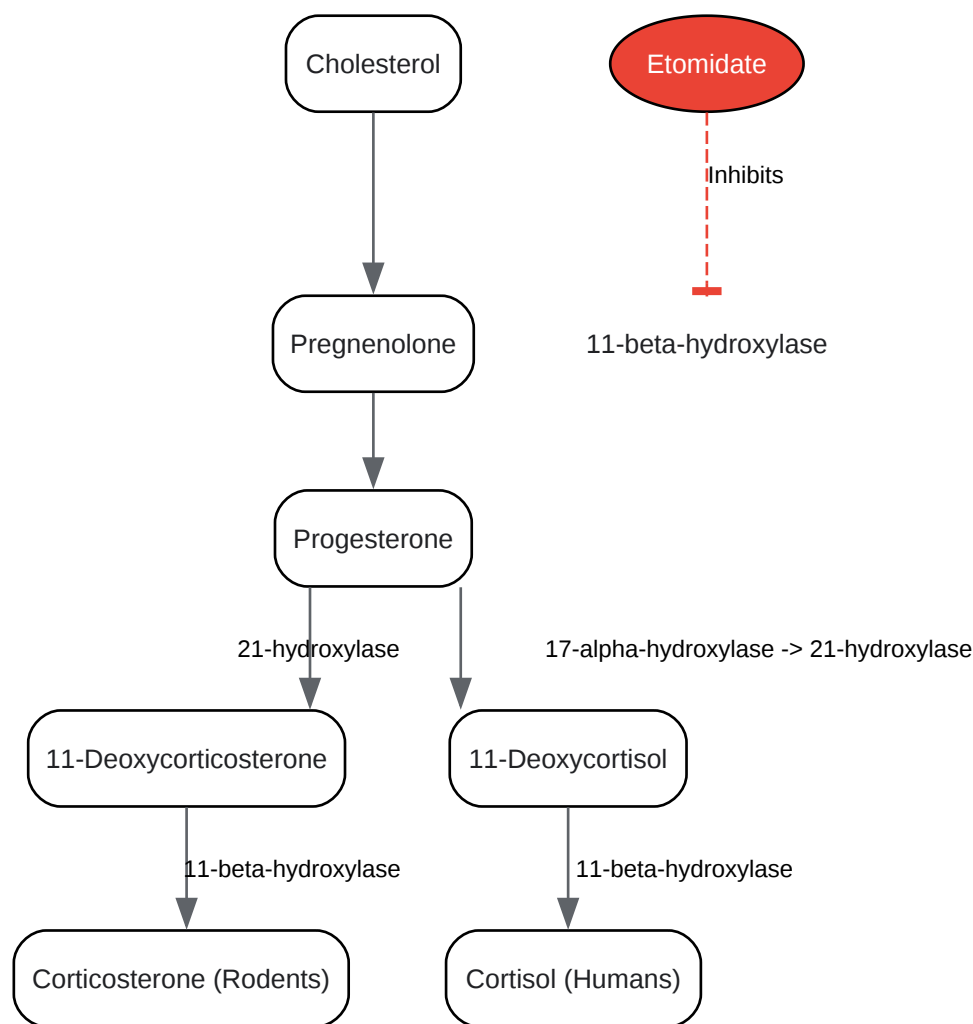 Cholesterol
Etomidate
Inhibits
Pregnenolone
11-beta-hydroxylase
Progesterone
21-hydroxylase
17-alpha-hydroxylase -> 21-hydroxylase
11-Deoxycorticosterone
11-Deoxycortisol
11-beta-hydroxylase
11-beta-hydroxylase
Corticosterone (Rodents)
Cortisol (Humans)